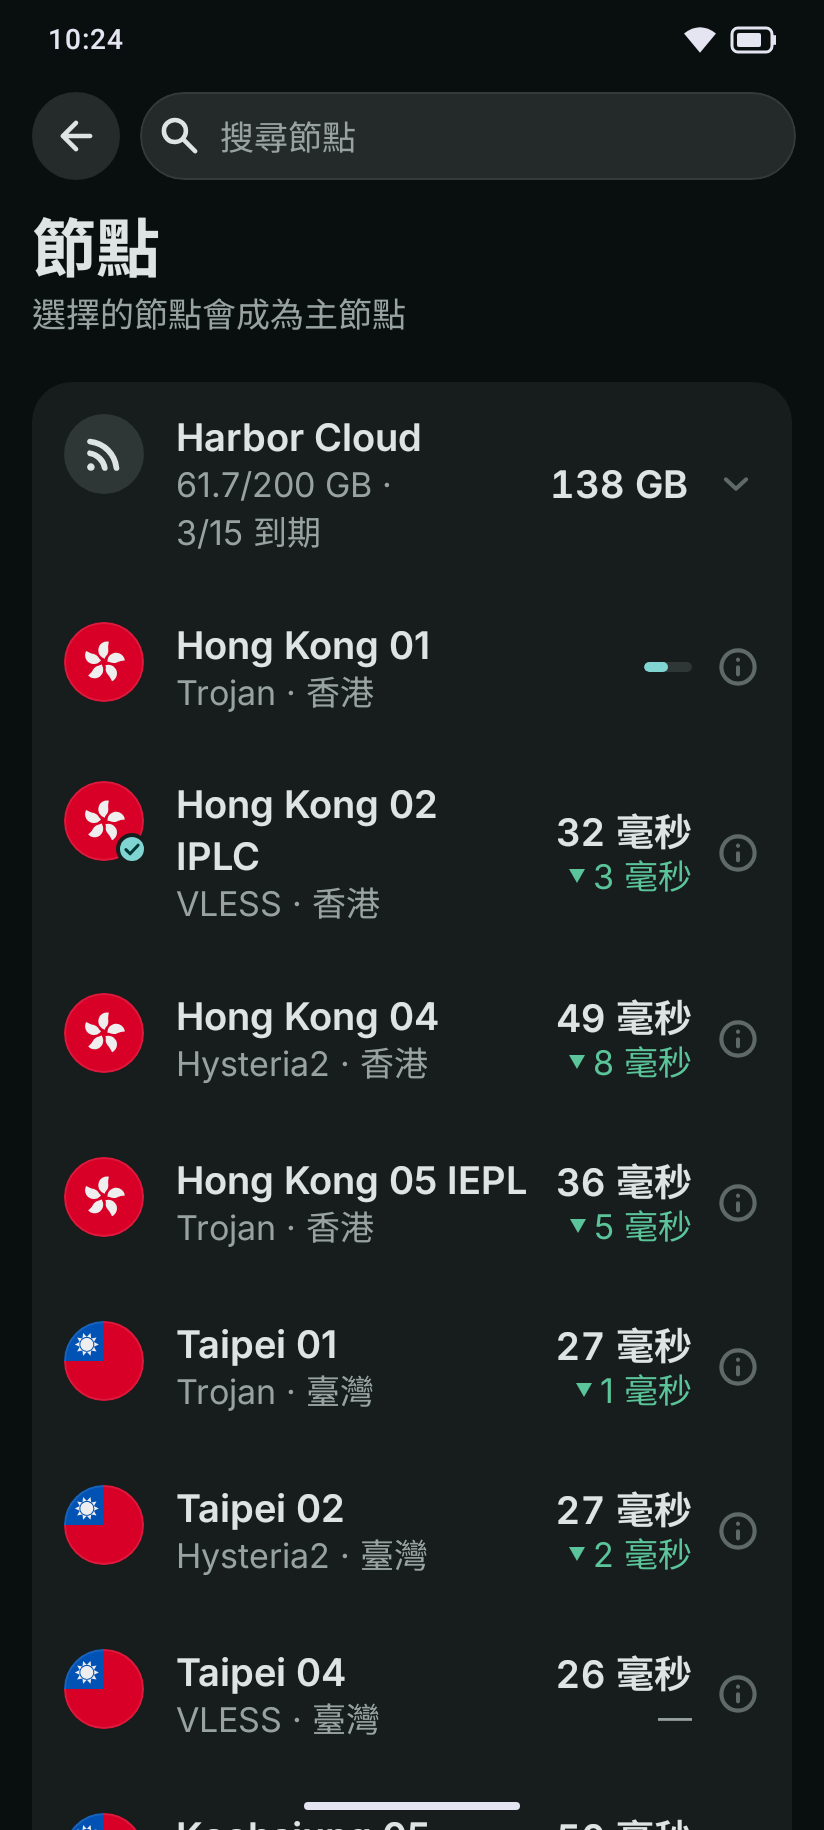 10:24
搜尋節點
節點
選擇的節點會成為主節點
Harbor Cloud
61.7/200 GB ·
3/15 到期
138 GB
Hong Kong 01
Trojan · 香港
Hong Kong 02
IPLC
VLESS · 香港
32 毫秒
▼3 毫秒
Hong Kong 04
Hysteria2 · 香港
49 毫秒
▼8 毫秒
Hong Kong 05 IEPL
Trojan · 香港
36 毫秒
▼5 毫秒
Taipei 01
Trojan · 臺灣
27 毫秒
▼1 毫秒
Taipei 02
Hysteria2 · 臺灣
27 毫秒
▼2 毫秒
Taipei 04
VLESS · 臺灣
26 毫秒
—